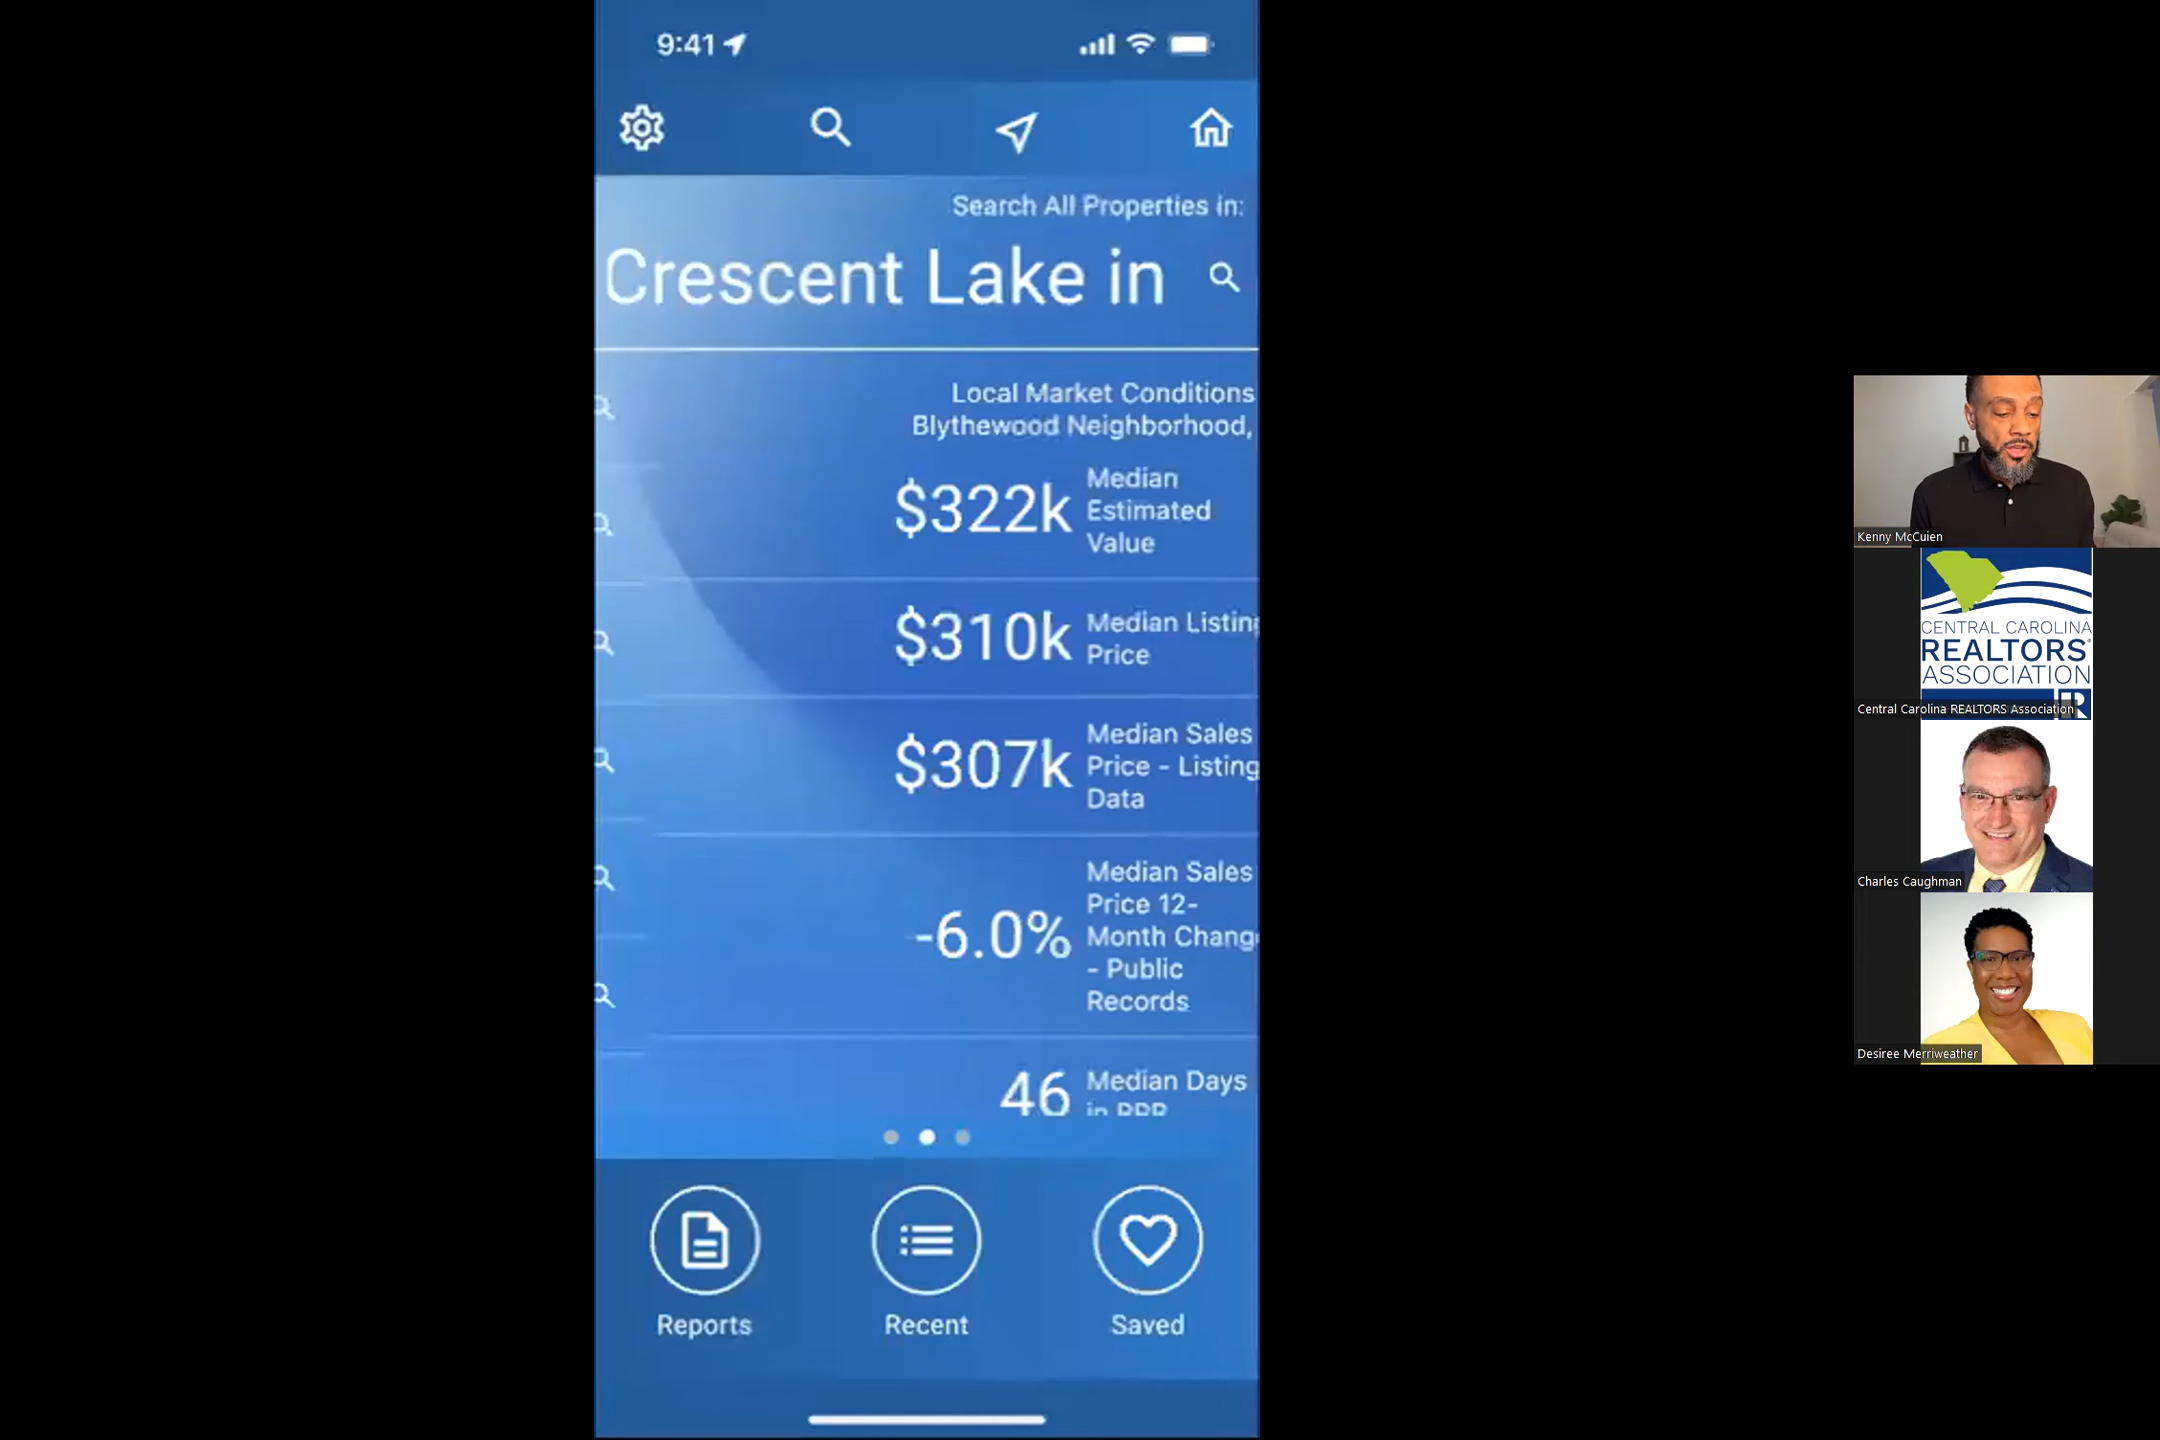 9:41
Search All Properties in:
Crescent Lake in
Local Market Conditions
Blythewood Neighborhood,
$322k
Median
Estimated
Value
$310k
Median Listing
Price
$307k
Median Sales
Price - Listing
Data
-6.0%
Median Sales
Price 12-
Month Chang
- Public
Records
46
Median Days
in RPR
Reports
Recent
Saved
Kenny McCuien
CENTRAL CAROLINA
REALTORS®
ASSOCIATION
Central Carolina REALTORS Association
Charles Caughman
Desiree Merriweather